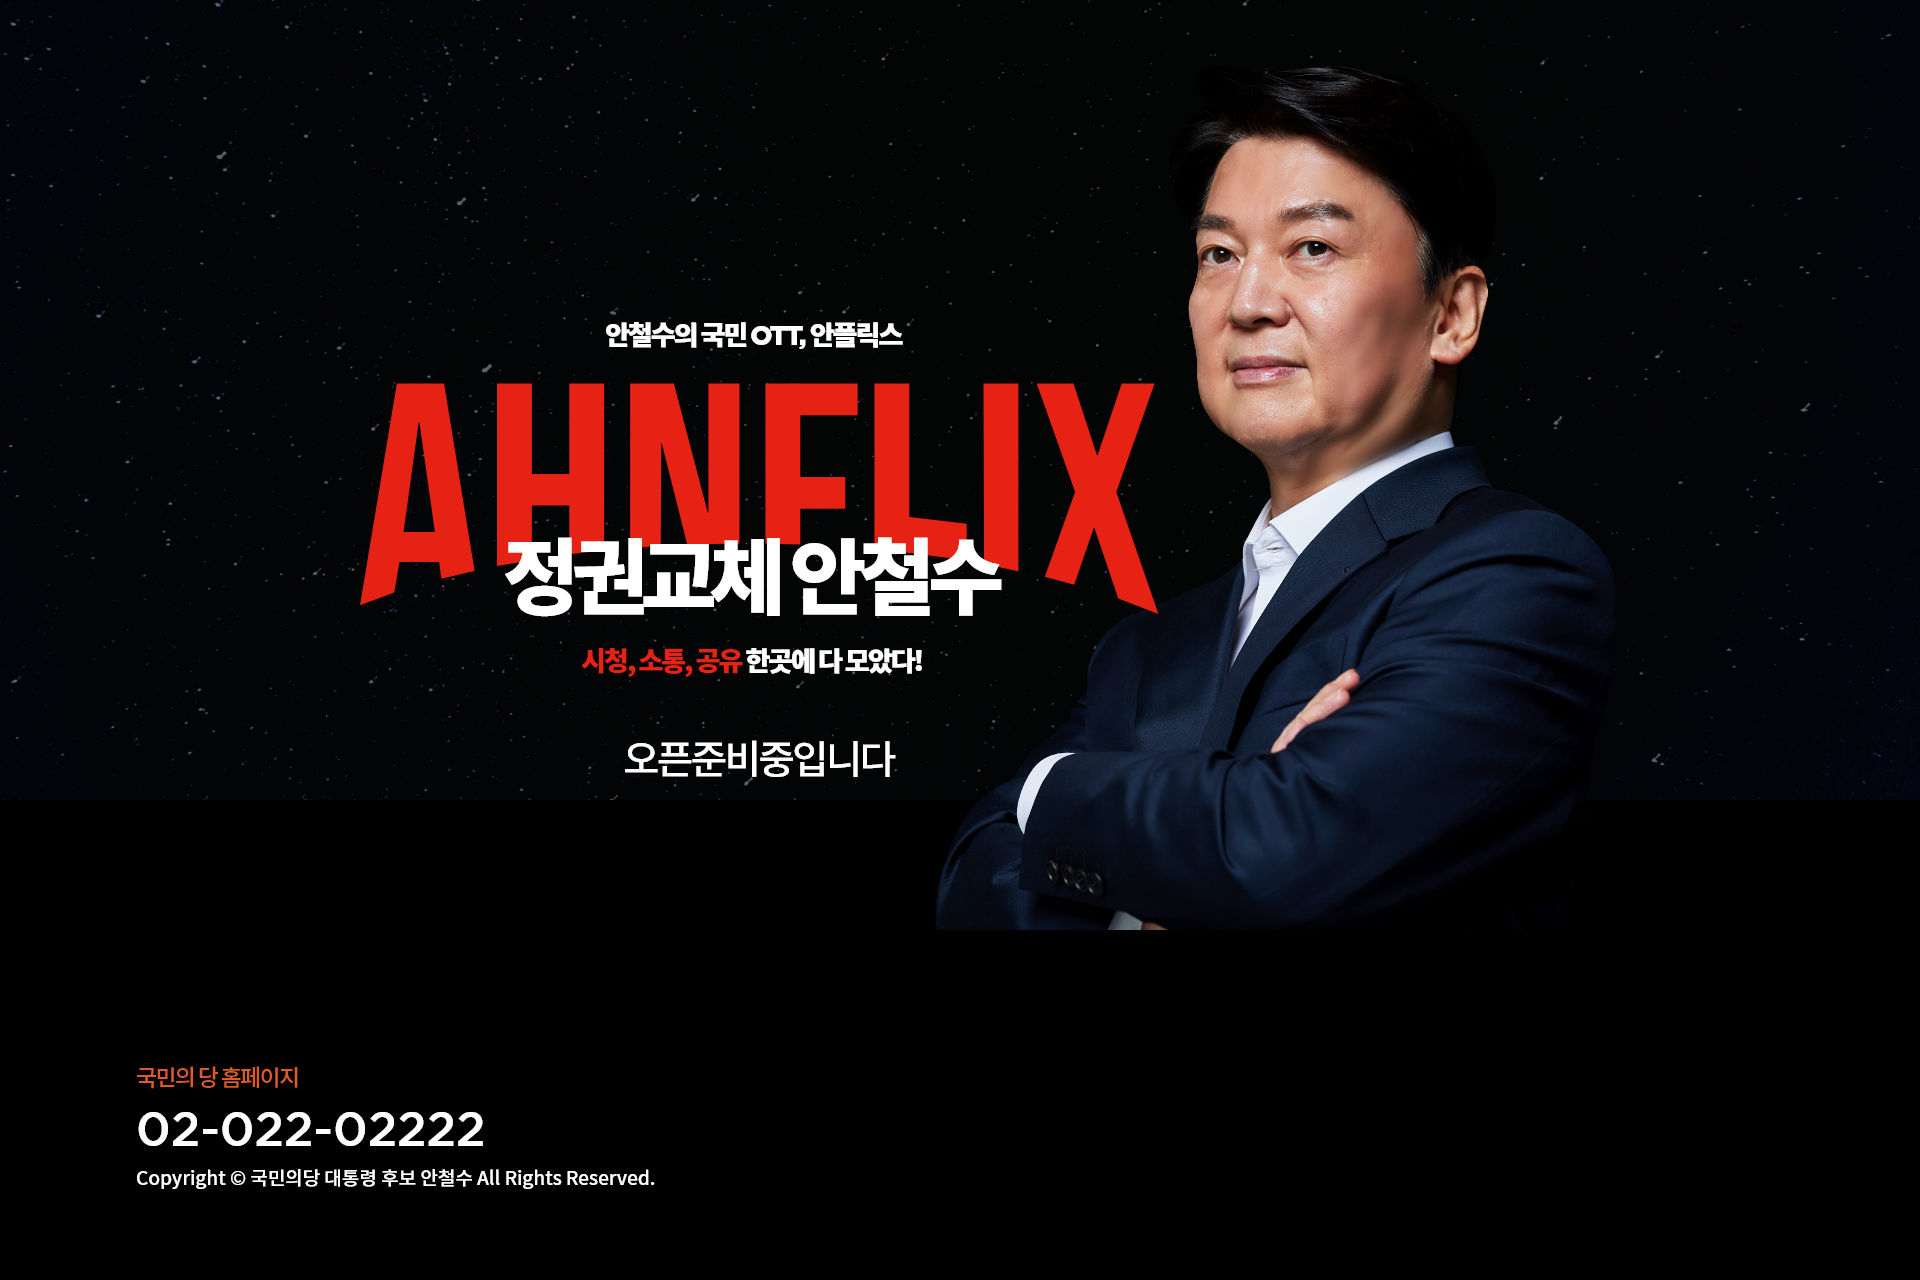 안철수의 국민 OTT, 안플릭스
AHNFLIX
정권교체 안철수
시청, 소통, 공유 한곳에 다 모았다!
오픈준비중입니다
국민의 당 홈페이지
02-022-02222
Copyright © 국민의당 대통령 후보 안철수 All Rights Reserved.